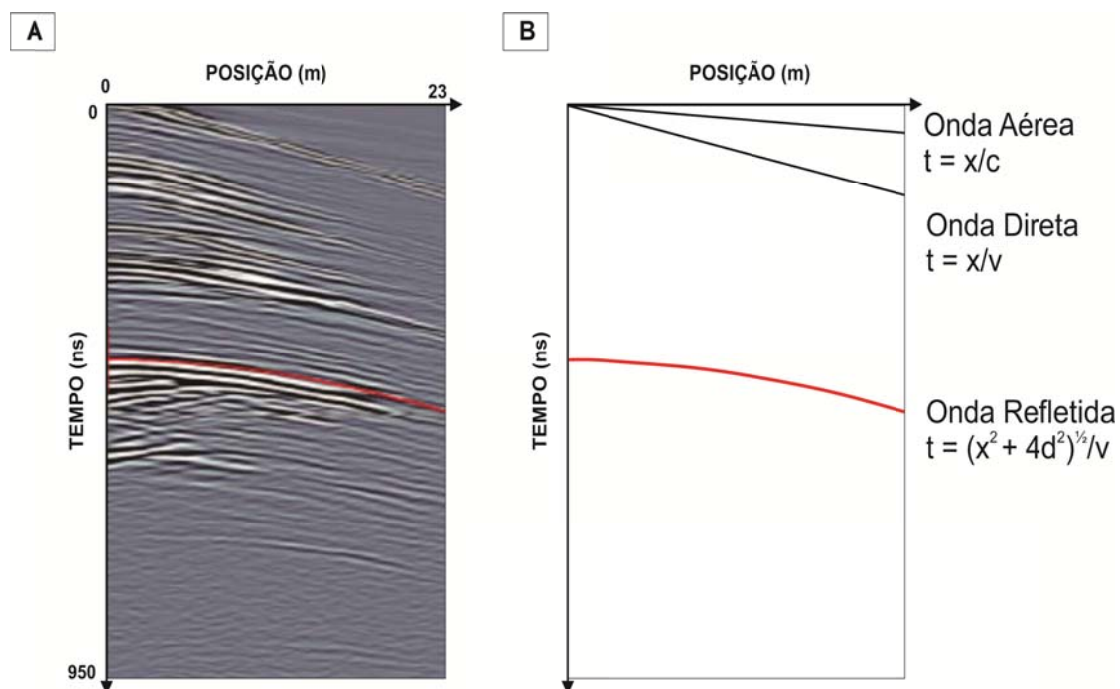 A
POSIÇÃO (m)
0
23
0
TEMPO (ns)
950
B
POSIÇÃO (m)
TEMPO (ns)
Onda Aérea
t = x/c
Onda Direta
t = x/v
Onda Refletida
t = (x² + 4d²)^½/v